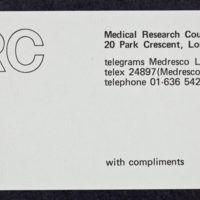 RC
Medical Research Cou
20 Park Crescent, Lo
telegrams Medresco L
telex 24897(Medresco
telephone 01-636 542
with compliments